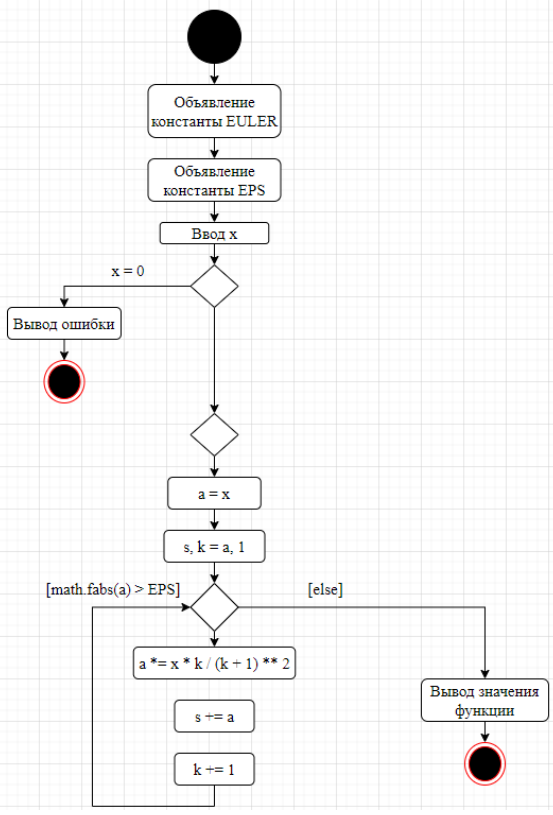 Объявление
константы EULER
Объявление
константы EPS
Ввод x
x = 0
Вывод ошибки
a = x
s, k = a, 1
[math.fabs(a) > EPS]
[else]
a *= x * k / (k + 1) ** 2
Вывод значения
функции
s += a
k += 1